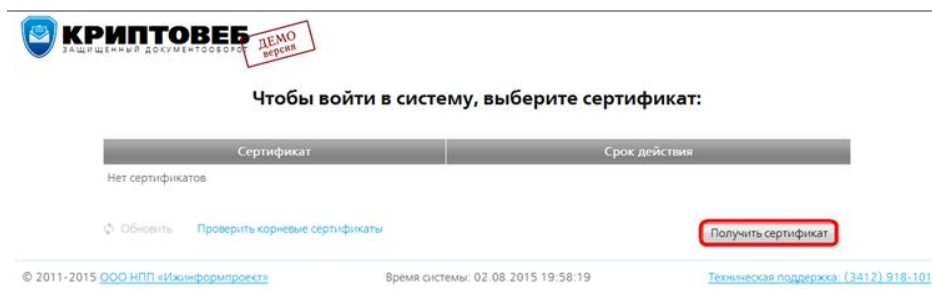 КРИПТОВЕБ
ЗАЩИЩЕННЫЙ ДОКУМЕНТООБОРОТ
ДЕМО
версия
Чтобы войти в систему, выберите сертификат:
Сертификат Срок действия
Нет сертификатов
Обновить Проверить корневые сертификаты Получить сертификат
© 2011-2015 ООО НПП «Ижинформпроект» Время системы: 02.08.2015 19:58:19 Техническая поддержка: (3412) 918-101